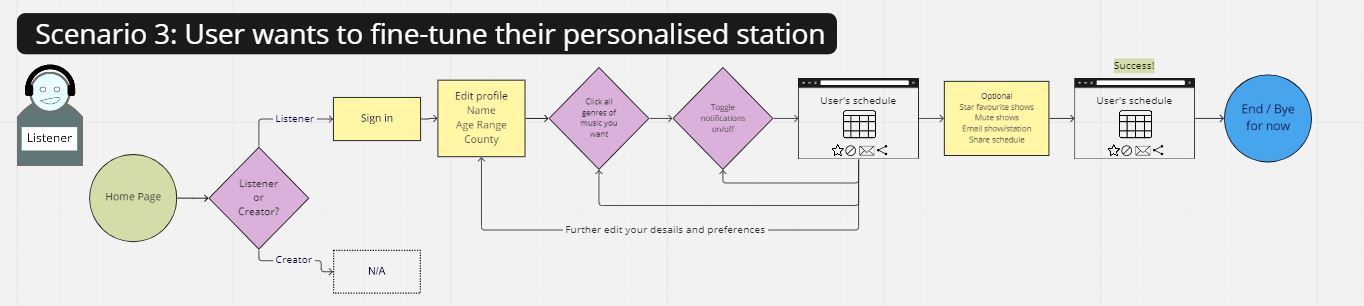 Scenario 3: User wants to fine-tune their personalised station
Listener
Home Page
Listener
or
Creator?
Listener
Creator
N/A
Sign in
Edit profile
Name
Age Range
County
Click all
genres of
music you
want
Toggle
notifications
on/off
User's schedule
Further edit your desails and preferences
Optional
Star favourite shows
Mute shows
Email show/station
Share schedule
Success!
User's schedule
End / Bye
for now